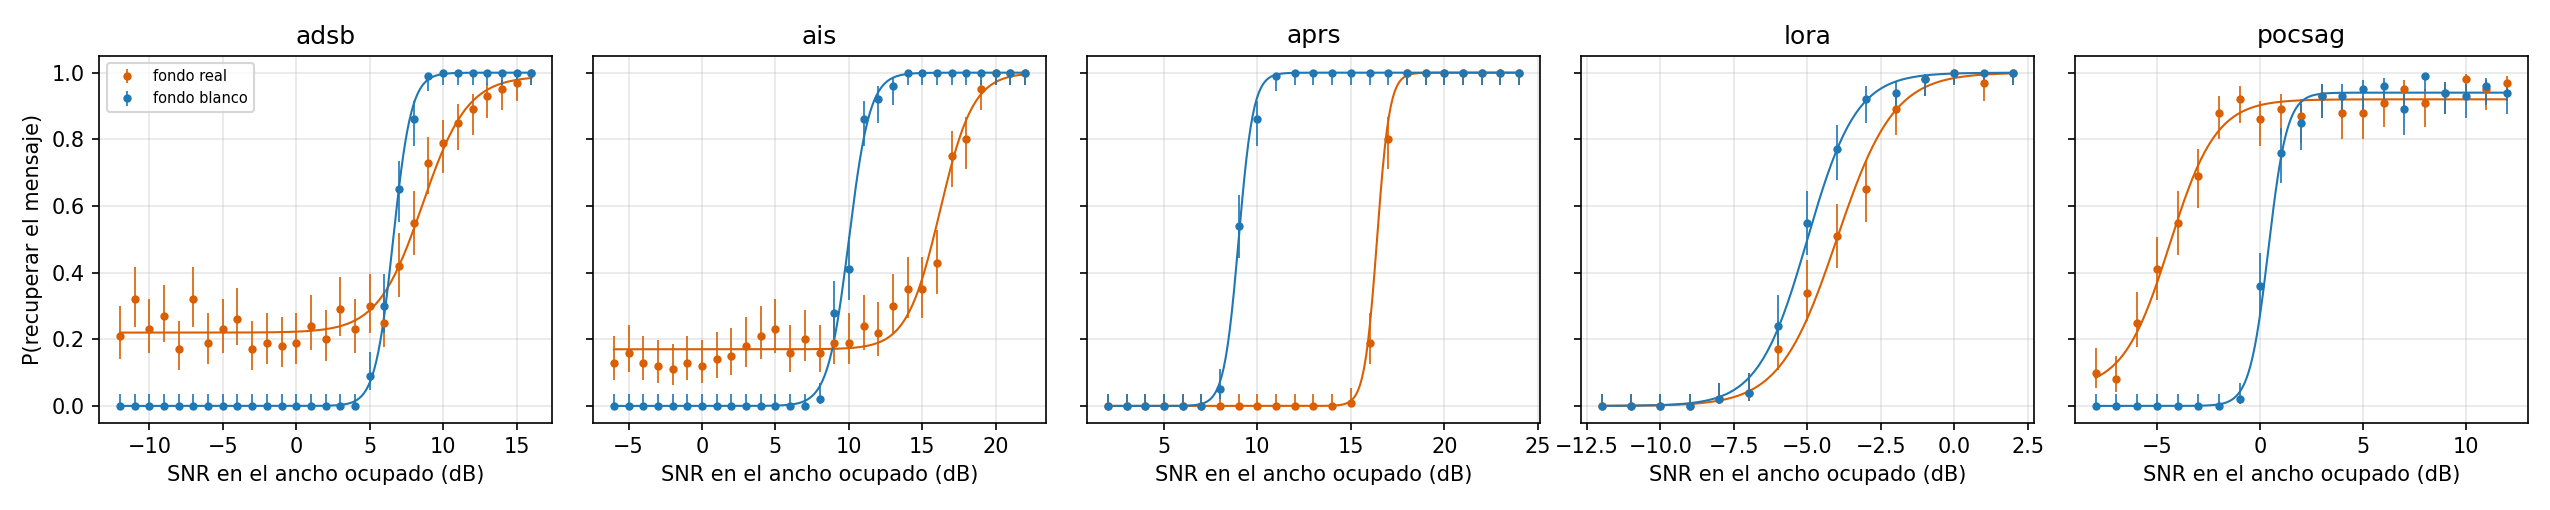 adsb
ais
aprs
lora
pocsag
fondo real
fondo blanco
P(recuperar el mensaje)
1.0
0.8
0.6
0.4
0.2
0.0
−10 −5 0 5 10 15
−5 0 5 10 15 20
5 10 15 20 25
−12.5 −10.0 −7.5 −5.0 −2.5 0.0 2.5
−5 0 5 10
SNR en el ancho ocupado (dB)
SNR en el ancho ocupado (dB)
SNR en el ancho ocupado (dB)
SNR en el ancho ocupado (dB)
SNR en el ancho ocupado (dB)